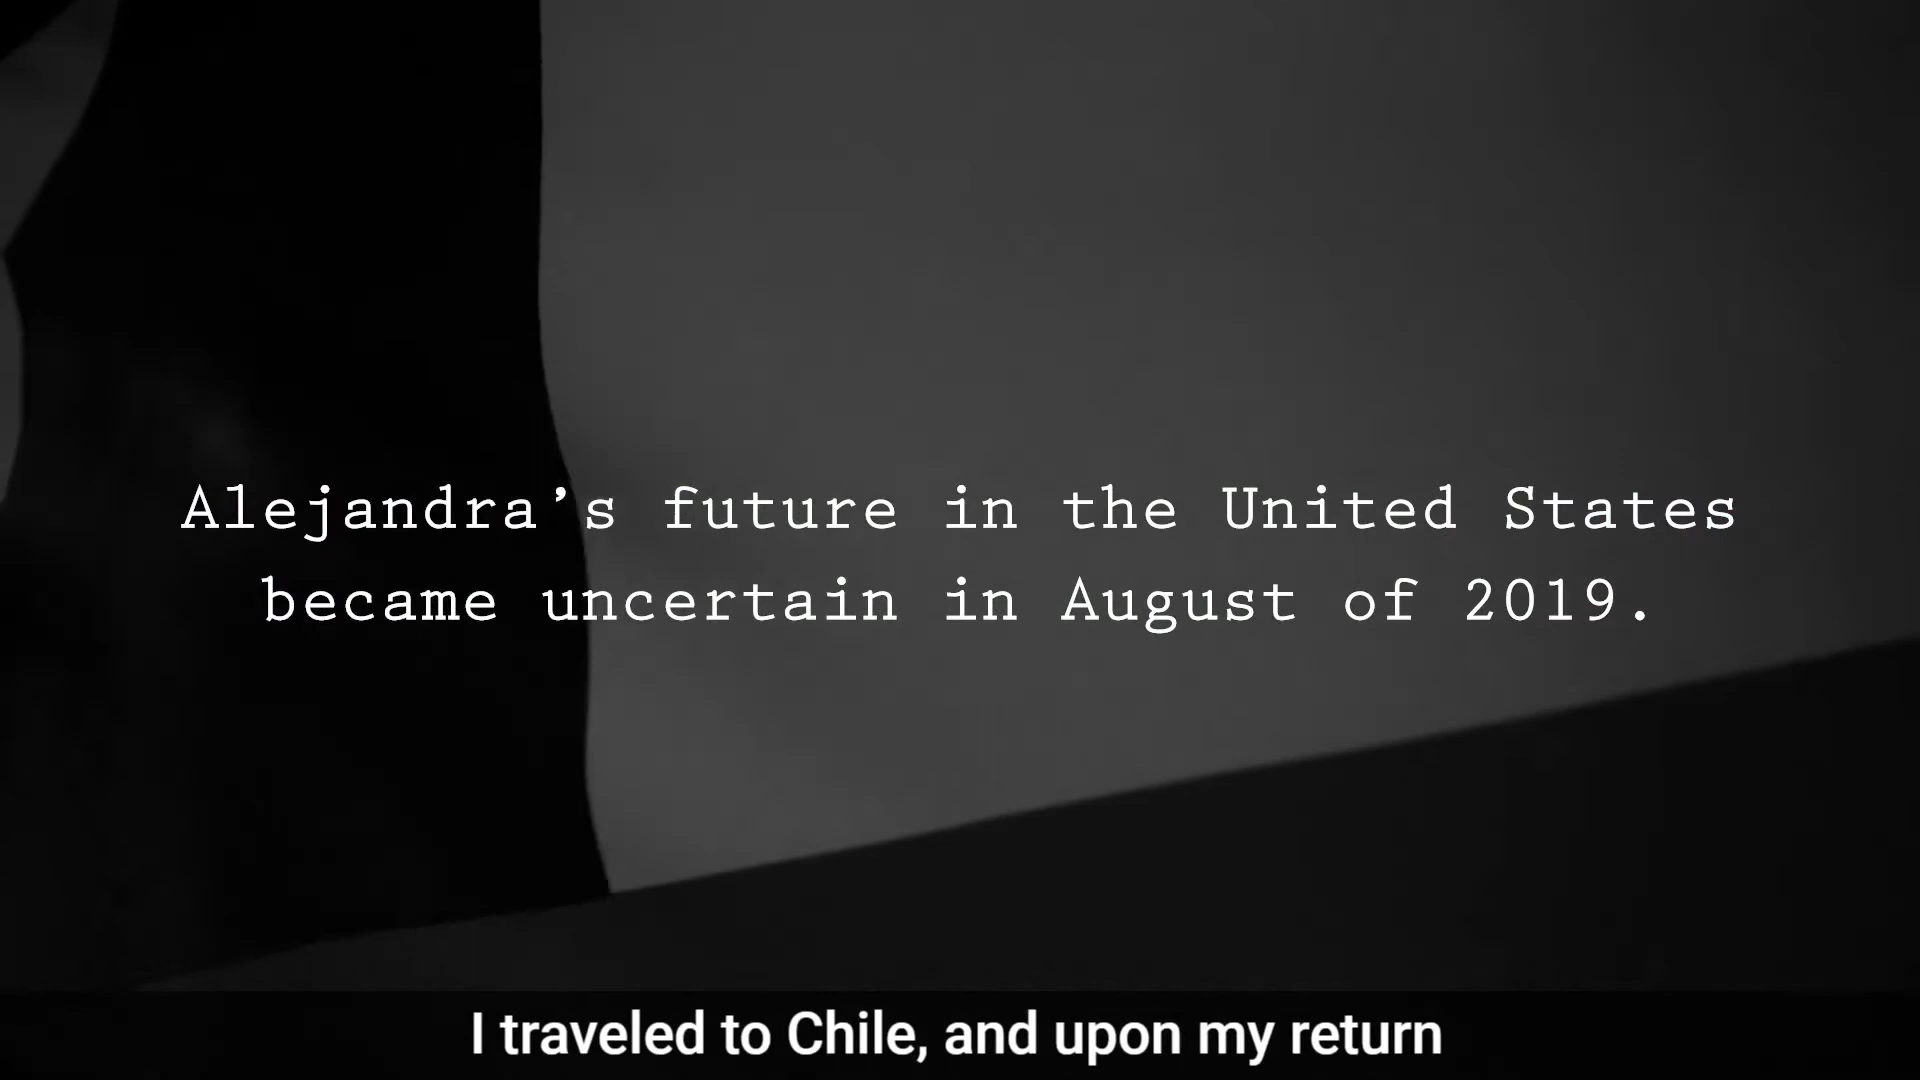 Alejandra’s future in the United States
became uncertain in August of 2019.
I traveled to Chile, and upon my return